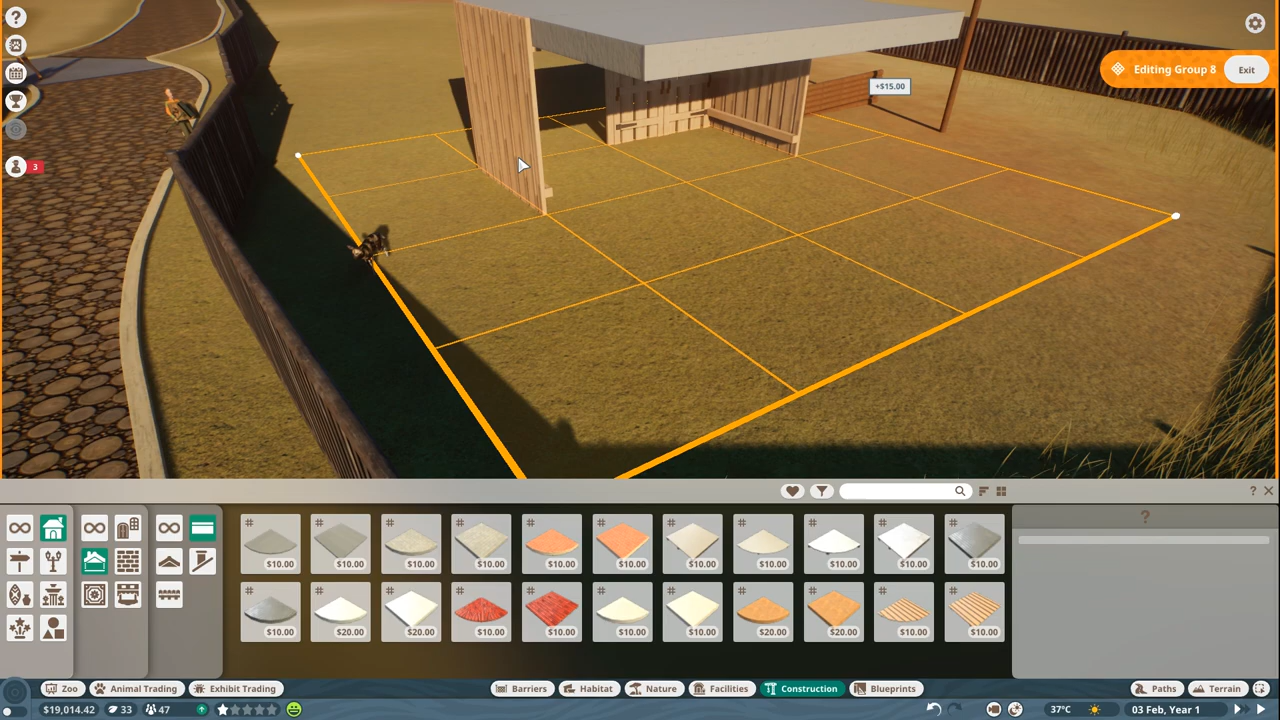 ?
+$15.00
Editing Group 8
Exit
3
? ×
?
$10.00 $10.00 $10.00 $10.00 $10.00 $10.00 $10.00 $10.00 $10.00 $10.00 $10.00
$10.00 $20.00 $20.00 $10.00 $10.00 $10.00 $10.00 $20.00 $20.00 $10.00 $10.00
Zoo Animal Trading Exhibit Trading Barriers Habitat Nature Facilities Construction Blueprints Paths Terrain
$19,014.42 33 47 37°C 03 Feb, Year 1